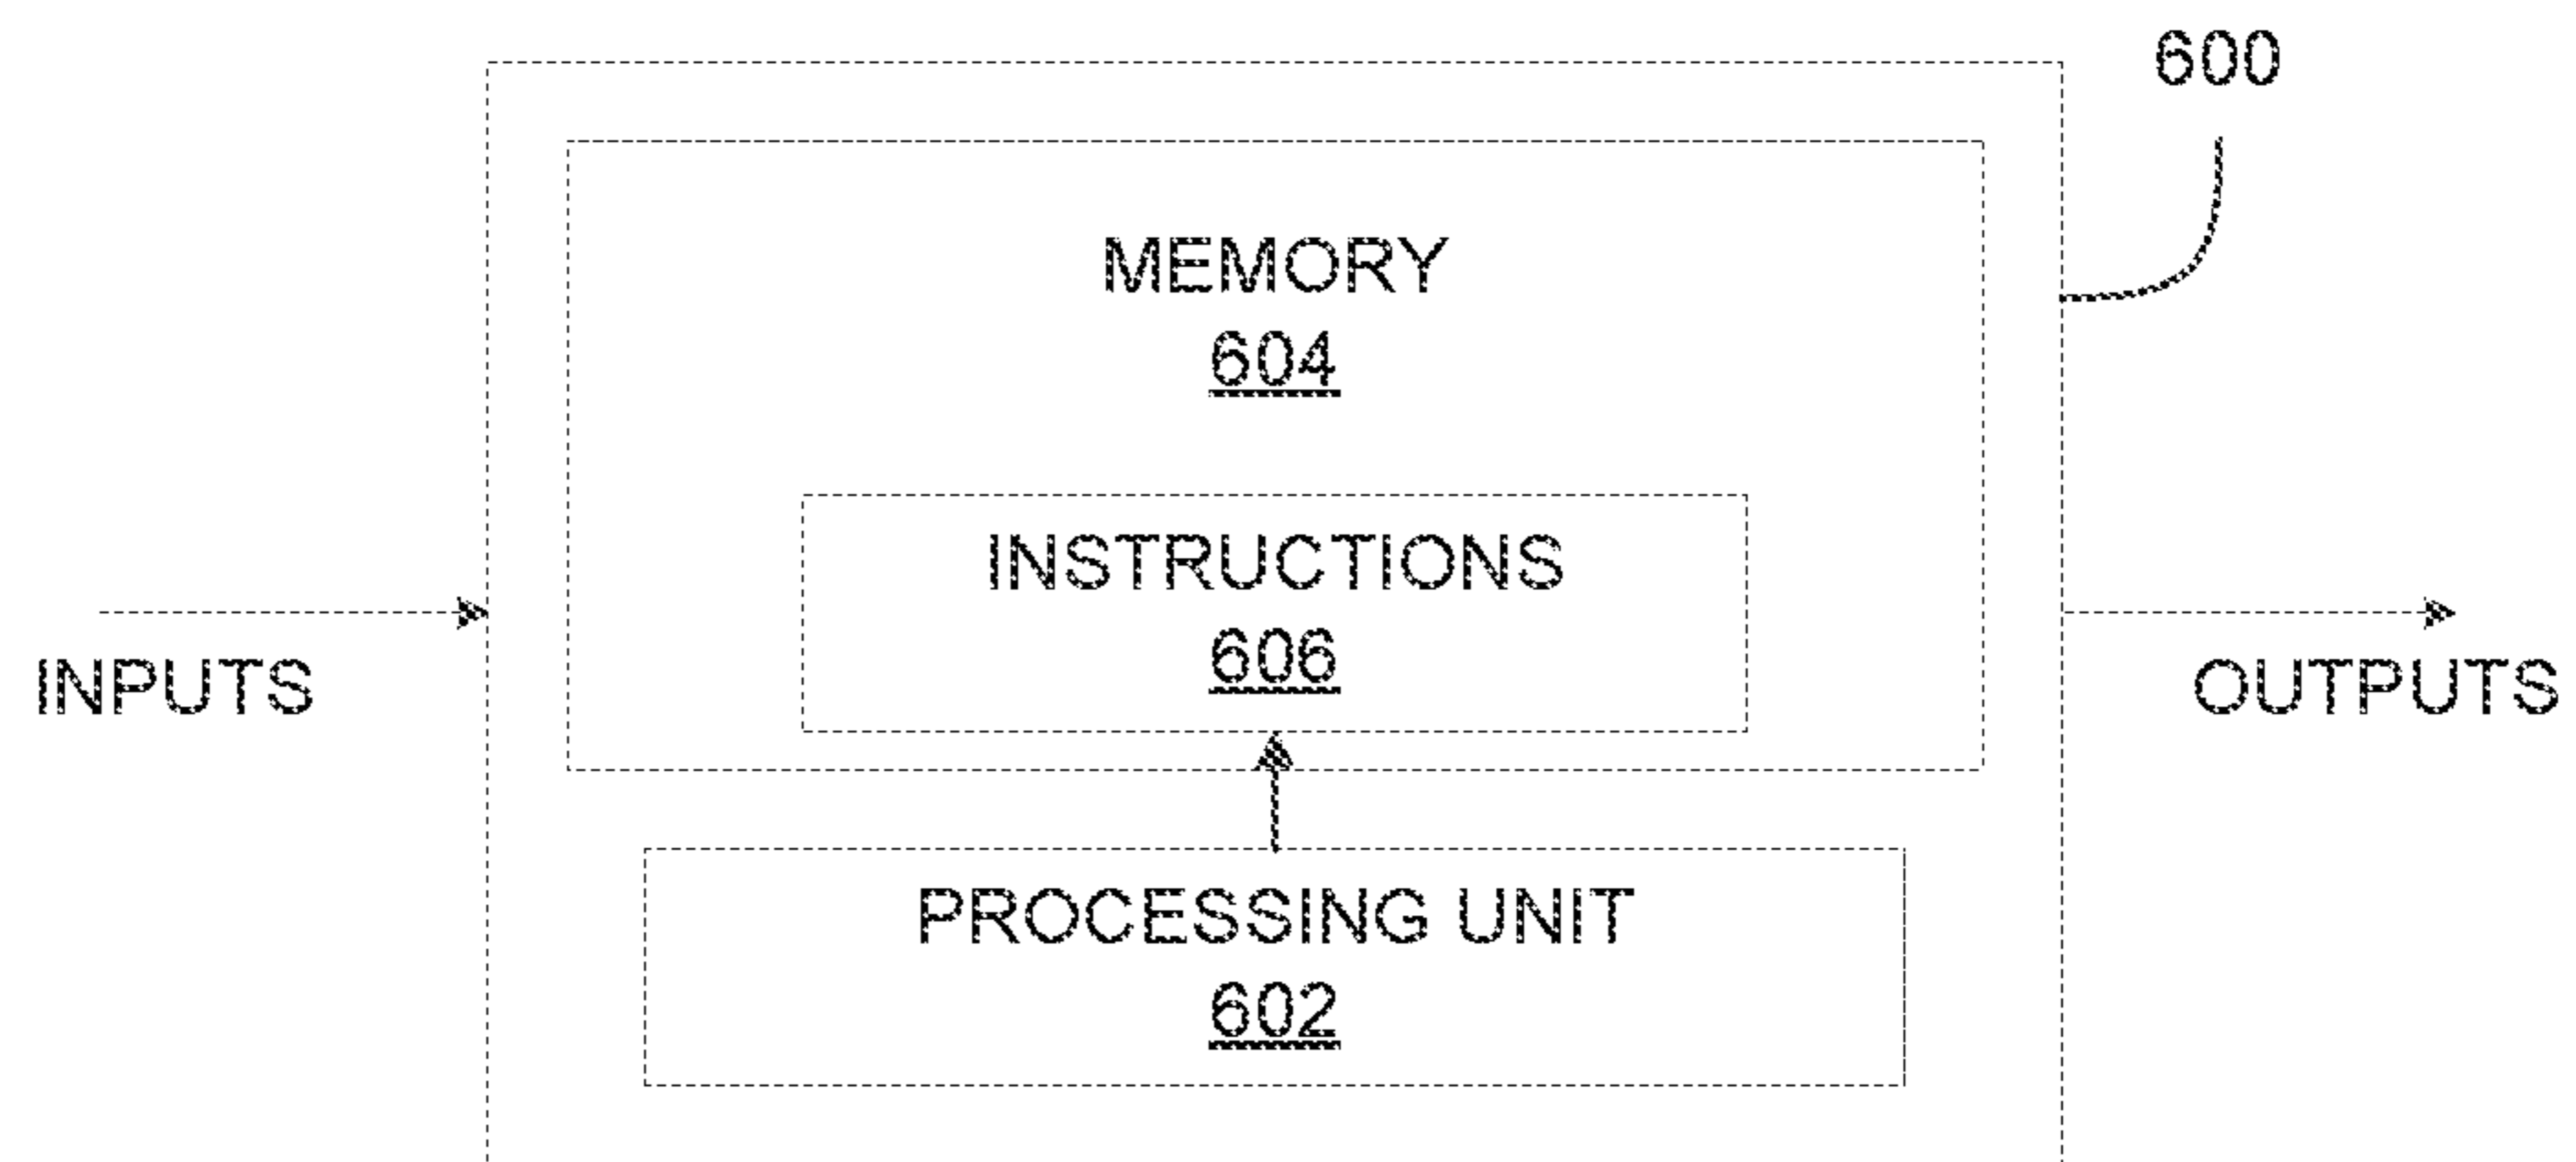 600
MEMORY
604
INSTRUCTIONS
606
INPUTS
OUTPUTS
PROCESSING UNIT
602